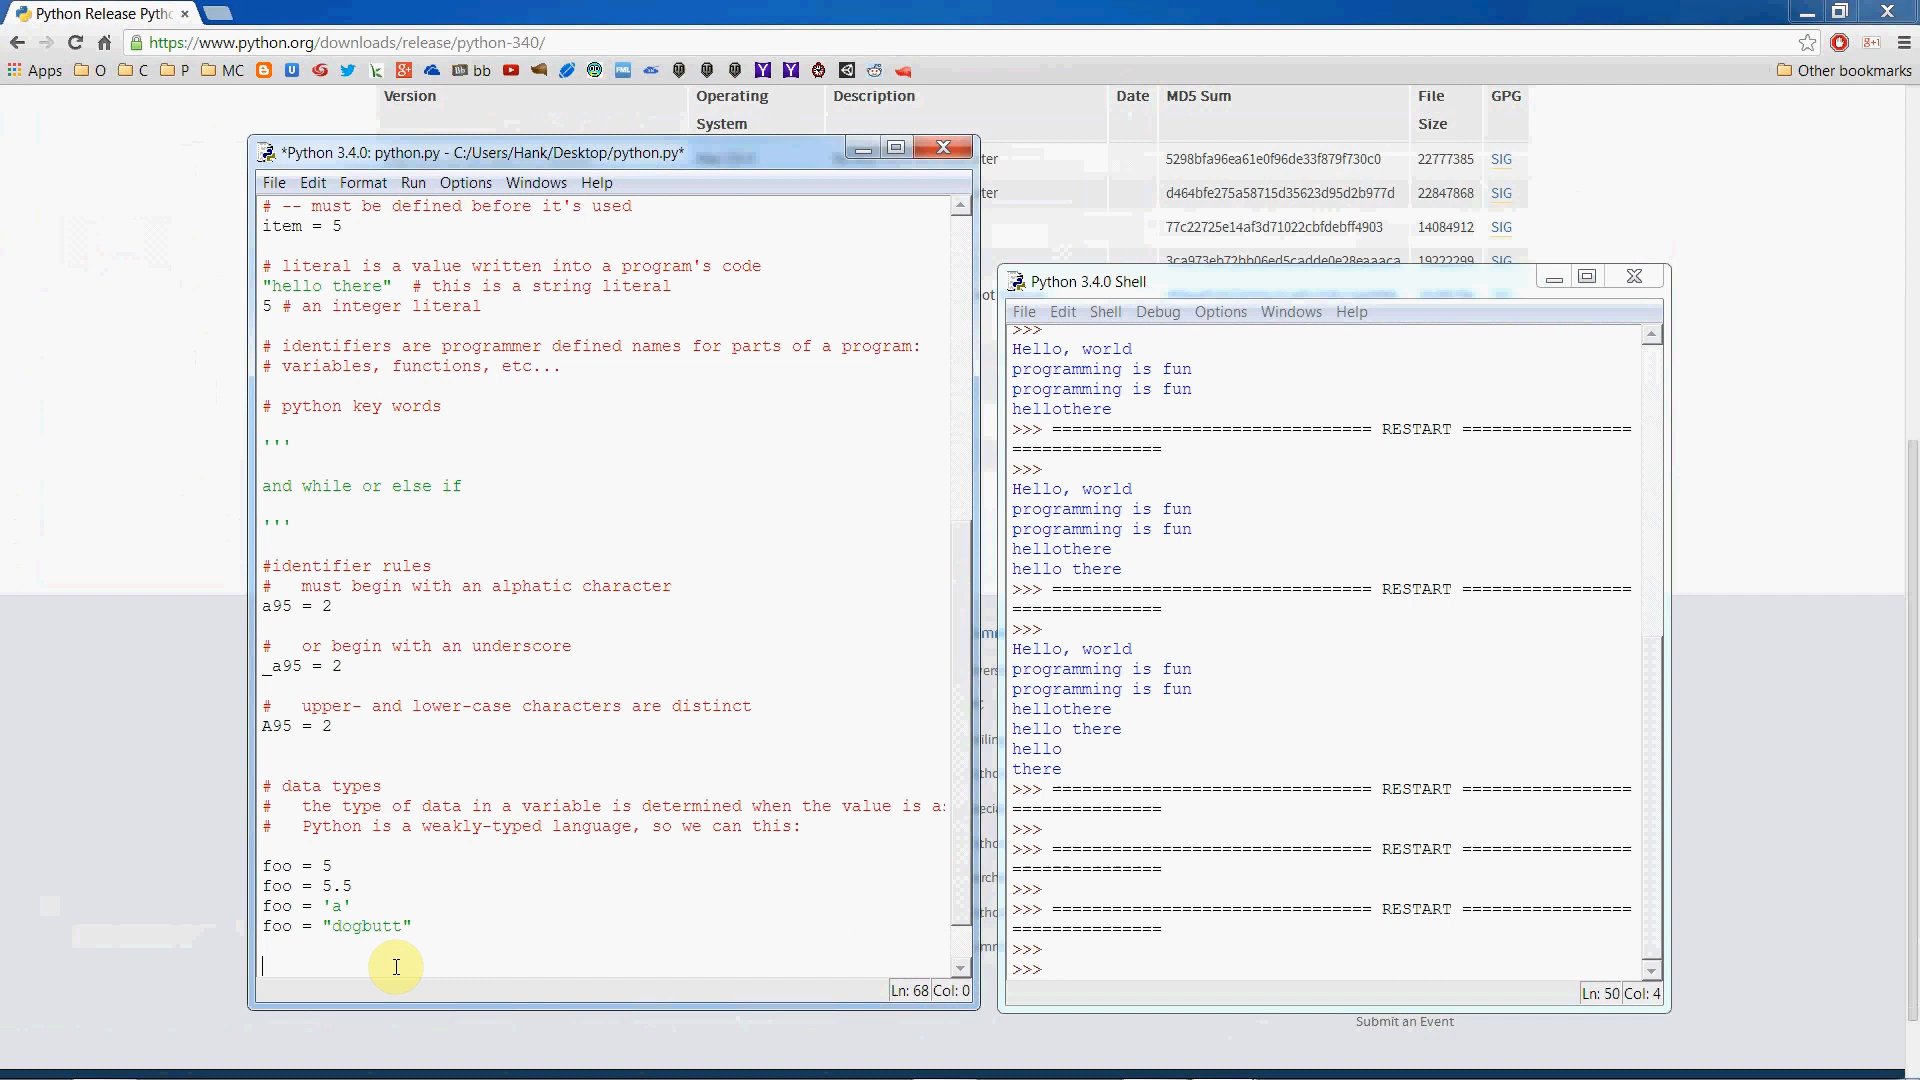 Python Release Pyth
https://www.python.org/downloads/release/python-340/
Apps O C P MC bb Other bookmarks
Version Operating System Description Date MD5 Sum File Size GPG
5298bfa96ea61e0f96de33f879f730c0 22777385 SIG
d464bfe275a58715d35623d95d2b977d 22847868 SIG
77c22725e14af3d71022cbfdebff4903 14084912 SIG
3ca973eb72bb06ed5cadde0e28eaaaca 19222299 SIG
*Python 3.4.0: python.py - C:/Users/Hank/Desktop/python.py*
File Edit Format Run Options Windows Help
# -- must be defined before it's used
item = 5
# literal is a value written into a program's code
"hello there" # this is a string literal
5 # an integer literal
# identifiers are programmer defined names for parts of a program:
# variables, functions, etc...
# python key words
'''
and while or else if
'''
#identifier rules
# must begin with an alphatic character
a95 = 2
# or begin with an underscore
_a95 = 2
# upper- and lower-case characters are distinct
A95 = 2
# data types
# the type of data in a variable is determined when the value is a
# Python is a weakly-typed language, so we can this:
foo = 5
foo = 5.5
foo = 'a'
foo = "dogbutt"
Ln: 68 Col: 0
Python 3.4.0 Shell
File Edit Shell Debug Options Windows Help
>>>
Hello, world
programming is fun
programming is fun
hellothere
>>> ================================ RESTART =================
===============
>>>
Hello, world
programming is fun
programming is fun
hellothere
hello there
>>> ================================ RESTART =================
===============
>>>
Hello, world
programming is fun
programming is fun
hellothere
hello there
hello
there
>>> ================================ RESTART =================
===============
>>>
>>> ================================ RESTART =================
===============
>>>
>>> ================================ RESTART =================
===============
>>>
>>>
Ln: 50 Col: 4
Submit an Event